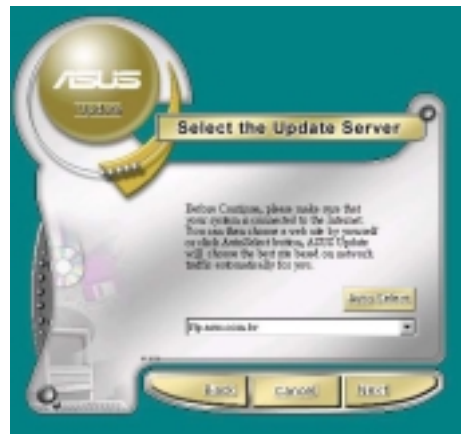 ASUS
Update
Select the Update Server
Before Continue, please make sure that
your system is connected to the Internet.
You can then choose a web site by yourself
or click AutoSelect button, ASUS Update
will choose the best site based on network
traffic automatically for you.
Auto Select
Back
Cancel
Next